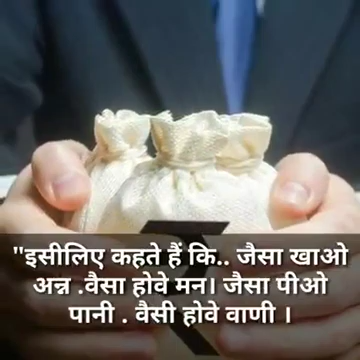 "इसीलिए कहते हैं कि.. जैसा खाओ
अन्न .वैसा होवे मन। जैसा पीओ
पानी . वैसी होवे वाणी ।